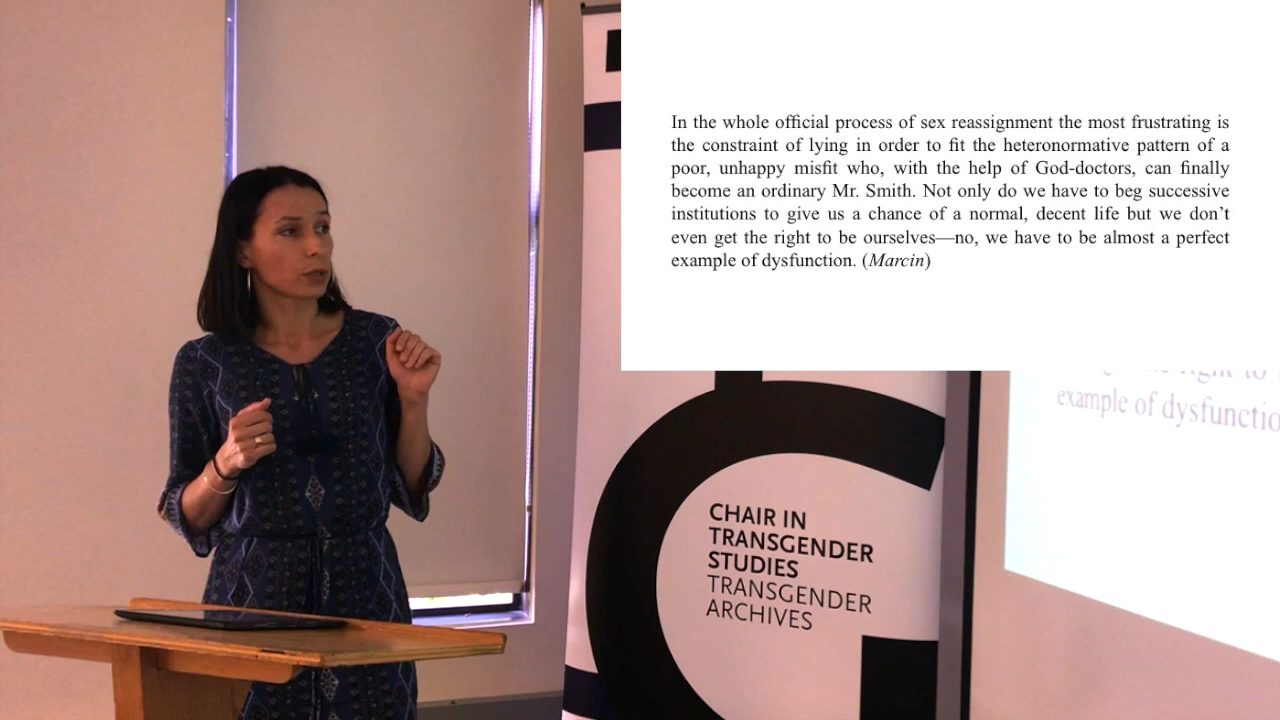 In the whole official process of sex reassignment the most frustrating is
the constraint of lying in order to fit the heteronormative pattern of a
poor, unhappy misfit who, with the help of God-doctors, can finally
become an ordinary Mr. Smith. Not only do we have to beg successive
institutions to give us a chance of a normal, decent life but we don’t
even get the right to be ourselves—no, we have to be almost a perfect
example of dysfunction. (Marcin)
right to
example of dysfunctio
CHAIR IN
TRANSGENDER
STUDIES
TRANSGENDER
ARCHIVES